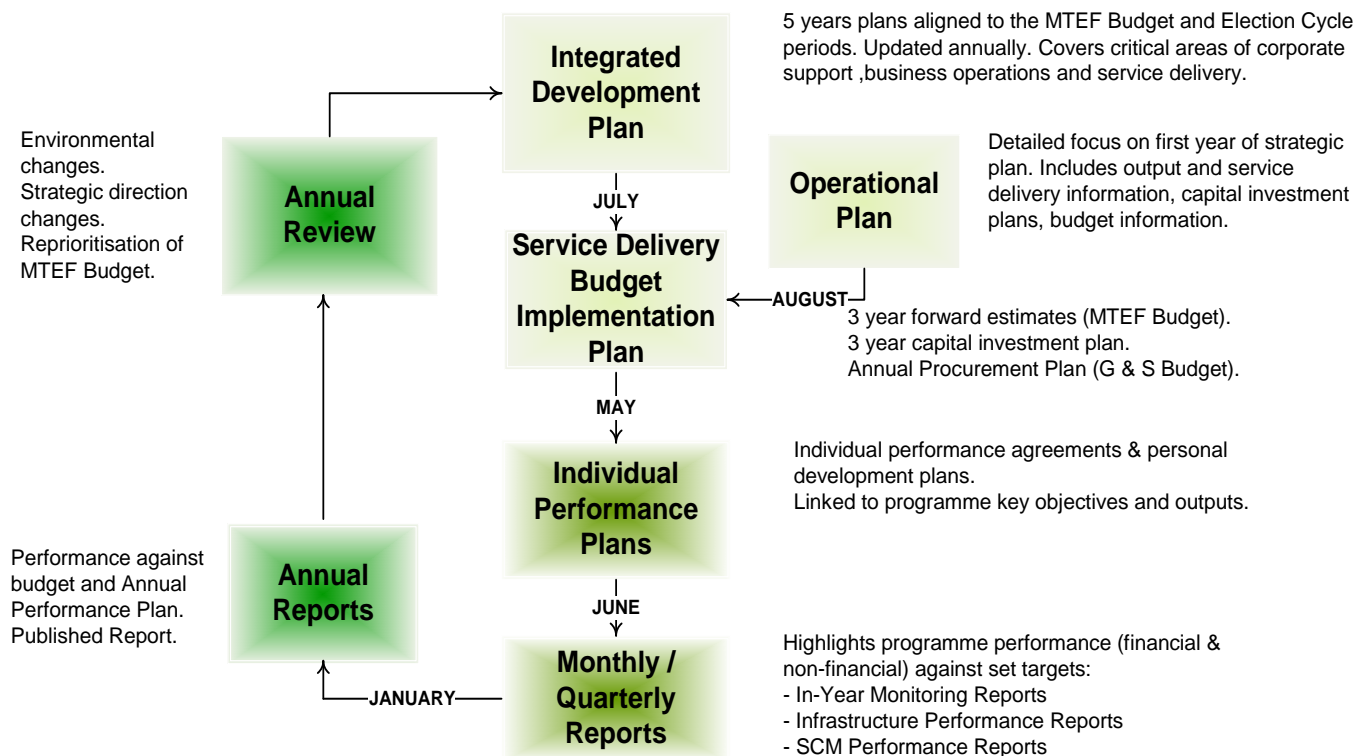 5 years plans aligned to the MTEF Budget and Election Cycle
periods. Updated annually. Covers critical areas of corporate
support ,business operations and service delivery.
Integrated
Development
Plan
Environmental
changes.
Strategic direction
changes.
Reprioritisation of
MTEF Budget.
Annual
Review
JULY
Operational
Plan
Detailed focus on first year of strategic
plan. Includes output and service
delivery information, capital investment
plans, budget information.
Service Delivery
Budget
Implementation
Plan
AUGUST
3 year forward estimates (MTEF Budget).
3 year capital investment plan.
Annual Procurement Plan (G & S Budget).
MAY
Individual
Performance
Plans
Individual performance agreements & personal
development plans.
Linked to programme key objectives and outputs.
Performance against
budget and Annual
Performance Plan.
Published Report.
Annual
Reports
JUNE
Monthly /
Quarterly
Reports
JANUARY
Highlights programme performance (financial &
non-financial) against set targets:
- In-Year Monitoring Reports
- Infrastructure Performance Reports
- SCM Performance Reports